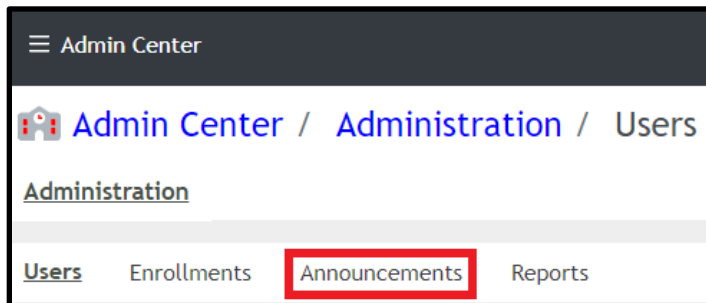 ☰ Admin Center
Admin Center / Administration / Users
Administration
Users Enrollments Announcements Reports